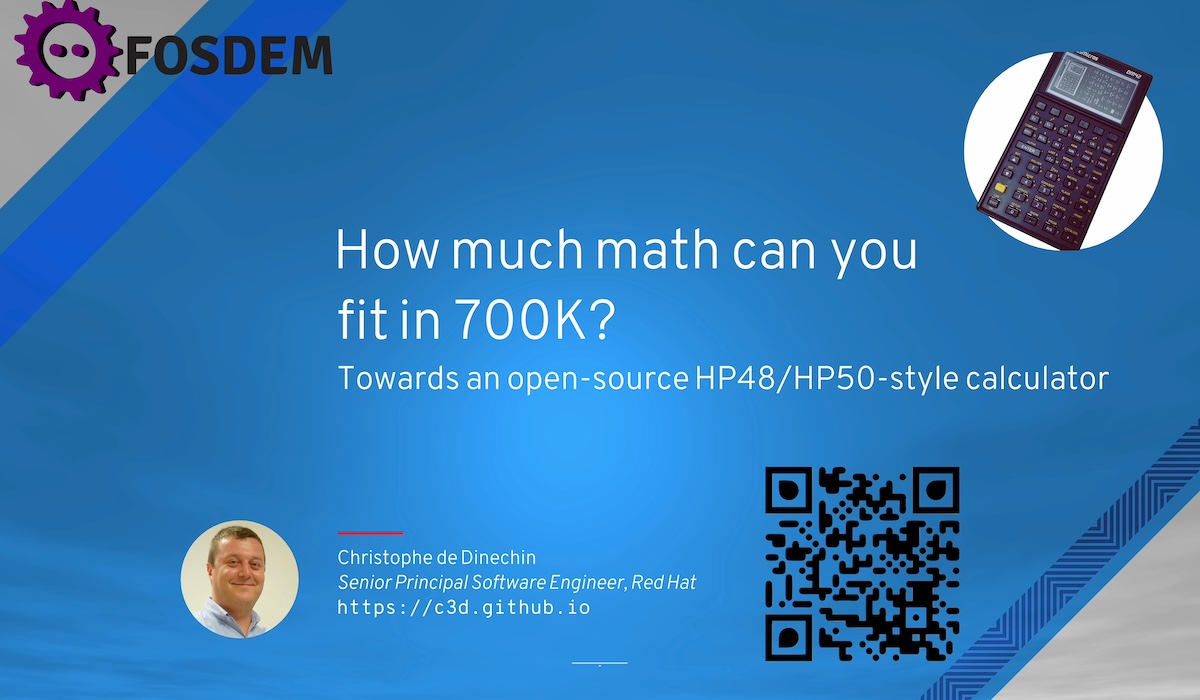 FOSDEM
DM42
How much math can you
fit in 700K?
Towards an open-source HP48/HP50-style calculator
Christophe de Dinechin
Senior Principal Software Engineer, Red Hat
https://c3d.github.io